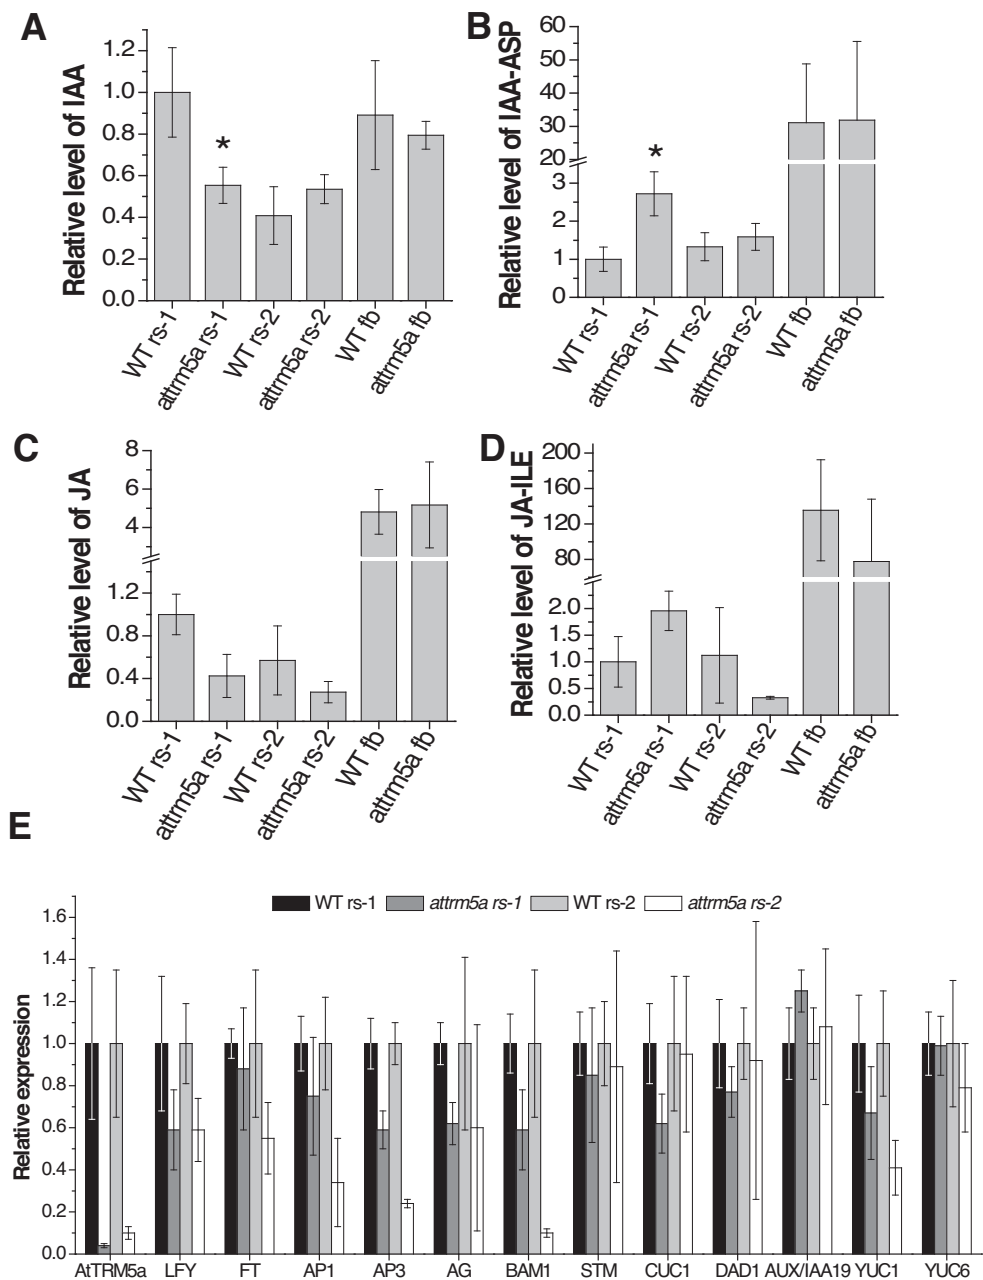 A
Relative level of IAA
1.2
1.0
0.8
0.6
0.4
0.2
0.0
*
WT rs-1
attrm5a rs-1
WT rs-2
attrm5a rs-2
WT fb
attrm5a fb
B
Relative level of IAA-ASP
60
50
40
30
20
3
2
1
0
*
WT rs-1
attrm5a rs-1
WT rs-2
attrm5a rs-2
WT fb
attrm5a fb
C
Relative level of JA
8
6
4
1.2
0.8
0.4
0.0
WT rs-1
attrm5a rs-1
WT rs-2
attrm5a rs-2
WT fb
attrm5a fb
D
Relative level of JA-ILE
200
160
120
80
2.0
1.5
1.0
0.5
0.0
WT rs-1
attrm5a rs-1
WT rs-2
attrm5a rs-2
WT fb
attrm5a fb
E
WT rs-1 attrm5a rs-1 WT rs-2 attrm5a rs-2
Relative expression
1.6
1.4
1.2
1.0
0.8
0.6
0.4
0.2
0.0
AtTRM5a LFY FT AP1 AP3 AG BAM1 STM CUC1 DAD1 AUX/IAA19 YUC1 YUC6